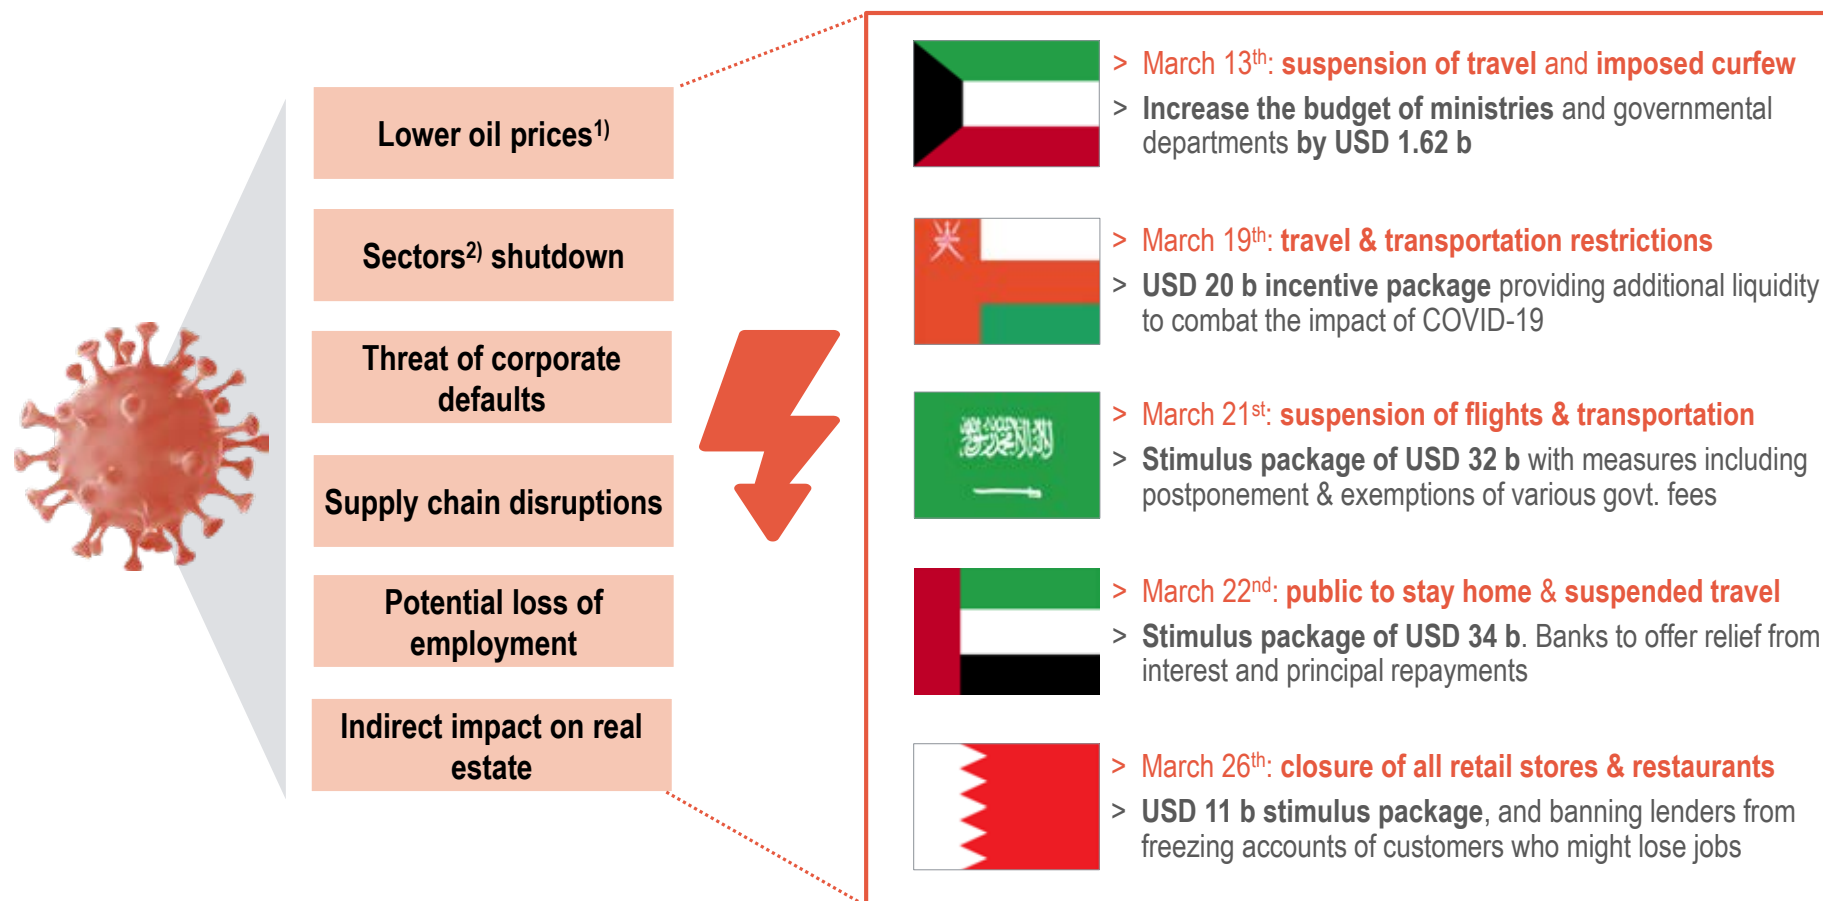 Lower oil prices1)
Sectors2) shutdown
Threat of corporate
defaults
Supply chain disruptions
Potential loss of
employment
Indirect impact on real
estate
> March 13th: suspension of travel and imposed curfew
> Increase the budget of ministries and governmental
departments by USD 1.62 b
> March 19th: travel & transportation restrictions
> USD 20 b incentive package providing additional liquidity
to combat the impact of COVID-19
> March 21st: suspension of flights & transportation
> Stimulus package of USD 32 b with measures including
postponement & exemptions of various govt. fees
> March 22nd: public to stay home & suspended travel
> Stimulus package of USD 34 b. Banks to offer relief from
interest and principal repayments
> March 26th: closure of all retail stores & restaurants
> USD 11 b stimulus package, and banning lenders from
freezing accounts of customers who might lose jobs